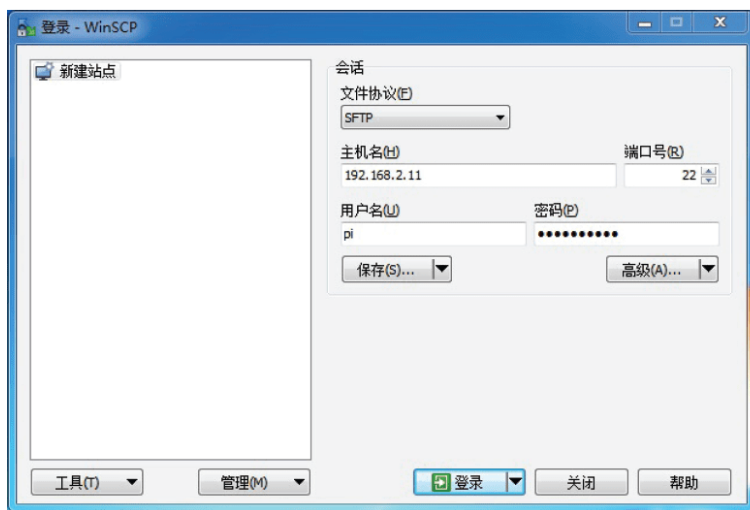 登录 - WinSCP
新建站点
会话
文件协议(F)
SFTP
主机名(H) 端口号(R)
192.168.2.11 22
用户名(U) 密码(P)
pi ●●●●●●●●●●
保存(S)... 高级(A)...
工具(T) 管理(M) 登录 关闭 帮助